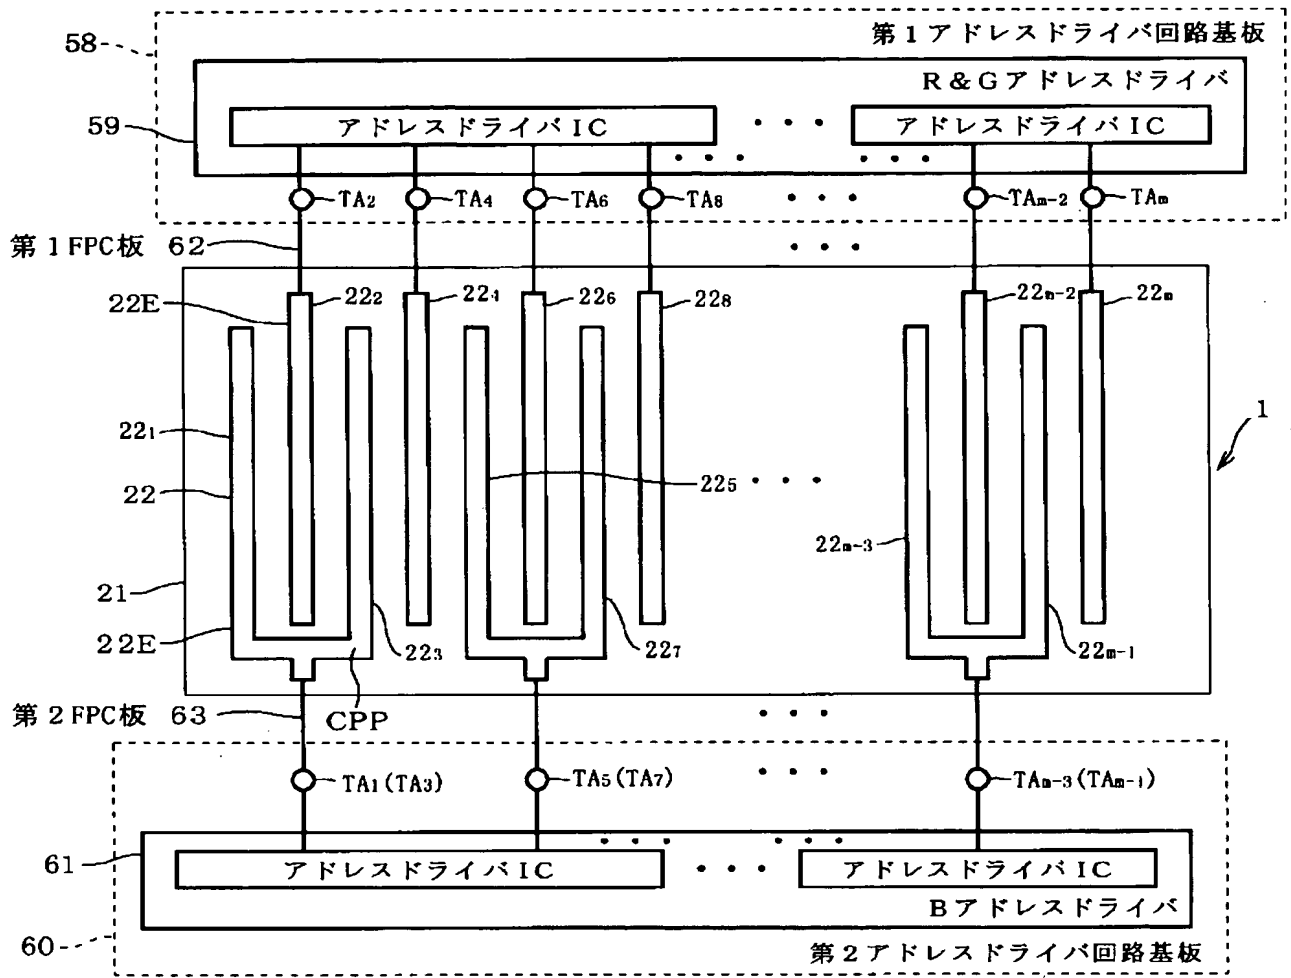 58
第1アドレスドライバ回路基板
R&Gアドレスドライバ
59
アドレスドライバIC
アドレスドライバIC
TA2
TA4
TA6
TA8
TAm-2
TAm
第1FPC板 62
22E
222
224
226
228
22m-2
22m
1
221
22
225
22m-3
21
22E
223
227
22m-1
第2FPC板 63
CPP
TA1(TA3)
TA5(TA7)
TAm-3(TAm-1)
61
アドレスドライバIC
アドレスドライバIC
Bアドレスドライバ
60
第2アドレスドライバ回路基板